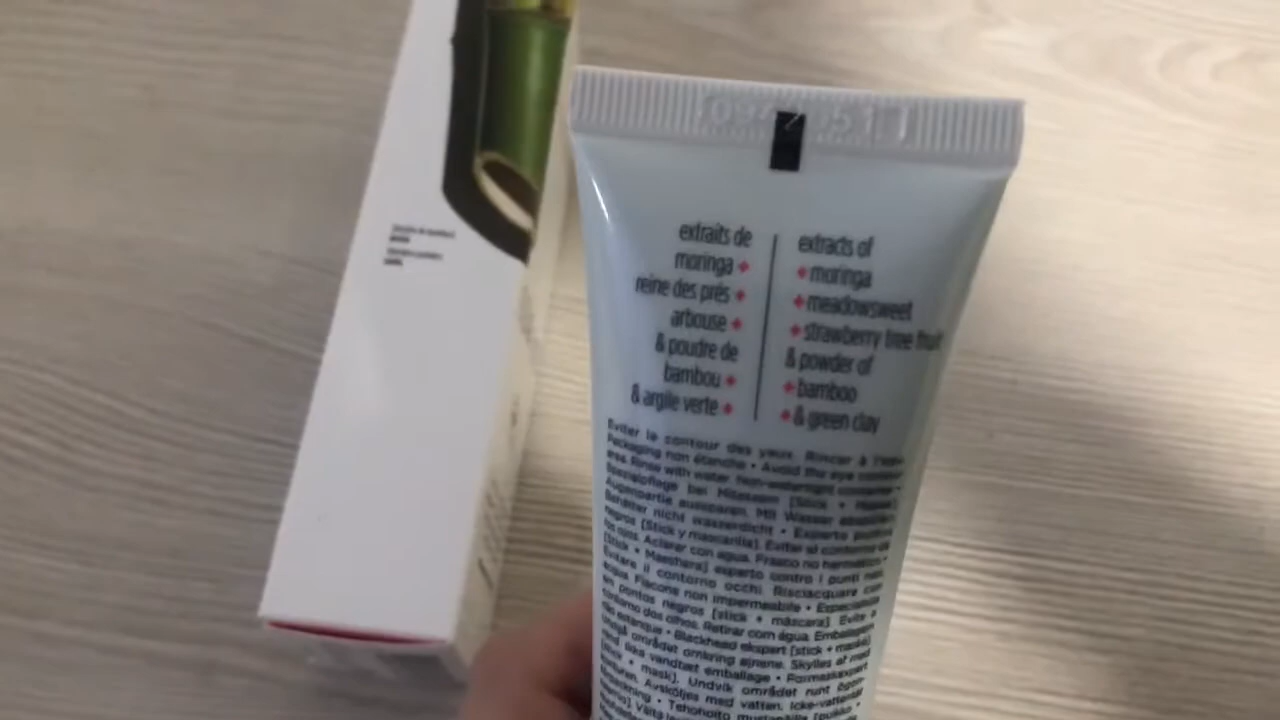 extraits de
moringa +
reine des prés +
arbouse +
& poudre de
bambou +
& argile verte +
extracts of
+ moringa
+ meadowsweet
+ strawberry tree fruit
& powder of
+ bamboo
+ & green clay
Éviter le contour des yeux. Rincer à l'eau
Packaging non étanche • Avoid the eye contour
area. Rinse with water. Non-watertight container •
Spezialpflege bei Mitessern [Stick + Maske]
Augenpartie aussparen. Mit Wasser
Behälter nicht wasserdicht • Experto puntos
negros [Stick y mascarilla]. Evitar el contorno de
los ojos. Aclarar con agua. Frasco no hermético •
[Stick + Maschera] esperto contro i punti neri
Evitare il contorno occhi. Risciacquare con
acqua Flacone non impermeabile • Especialista
em pontos negros [stick + máscara]. Evite o
contorno dos olhos. Retirar com água. Embalagem
não estanque • Blackhead ekspert [stick + maske]
Undgå området omkring øjnene. Skylles af med
vand. Ikke vandtæt emballage •
[stick + mask]. Undvik området runt
Avsköljes med vatten. Icke-vattentät
förpackning • Tehohoito mustapäille [puikko +
naamio]. Vältä